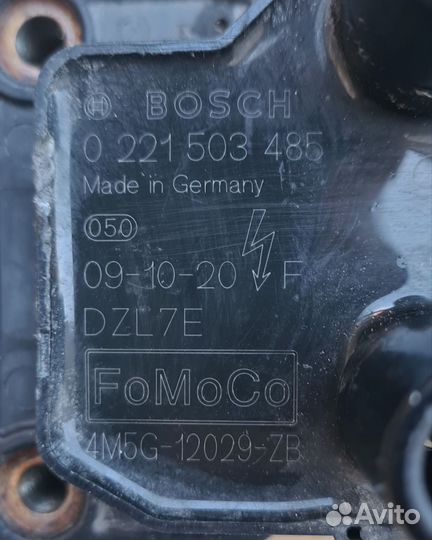 BOSCH
0 221 503 485
Made in Germany
050
09-10-20 F
DZL7E
FoMoCo
4M5G-12029-ZB
Avito